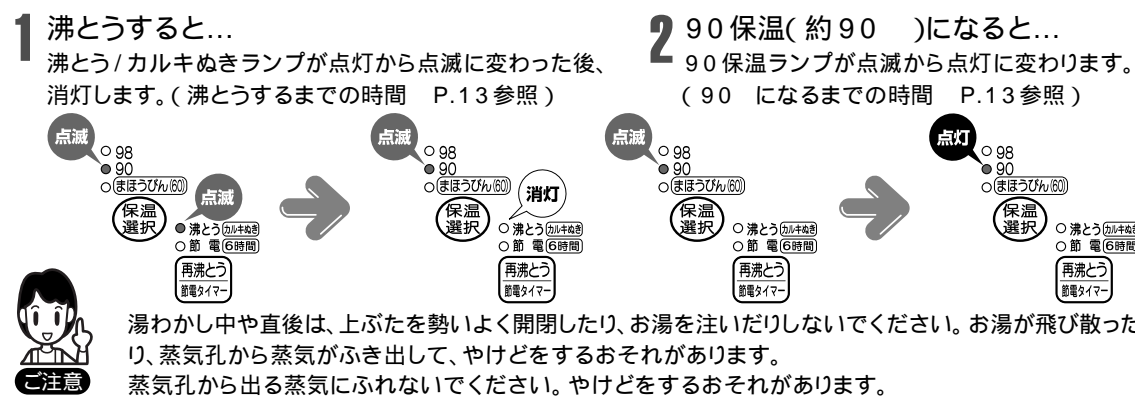 1 沸とうすると…
沸とう/カルキぬきランプが点灯から点滅に変わった後、
消灯します。(沸とうするまでの時間 P.13参照)
点滅
98
90
まほうびん(60)
点滅
保温
選択
沸とう カルキぬき
節 電 6時間
再沸とう
節電タイマー
点滅
98
90
まほうびん(60)
消灯
保温
選択
沸とう カルキぬき
節 電 6時間
再沸とう
節電タイマー
2 90保温(約90 )になると…
90保温ランプが点滅から点灯に変わります。
(90 になるまでの時間 P.13参照)
点滅
98
90
まほうびん(60)
保温
選択
沸とう カルキぬき
節 電 6時間
再沸とう
節電タイマー
点灯
98
90
まほうびん(60)
保温
選択
沸とう カルキぬき
節 電 6時間
再沸とう
節電タイマー
ご注意
湯わかし中や直後は、上ぶたを勢いよく開閉したり、お湯を注いだりしないでください。お湯が飛び散った
り、蒸気孔から蒸気がふき出して、やけどをするおそれがあります。
蒸気孔から出る蒸気にふれないでください。やけどをするおそれがあります。